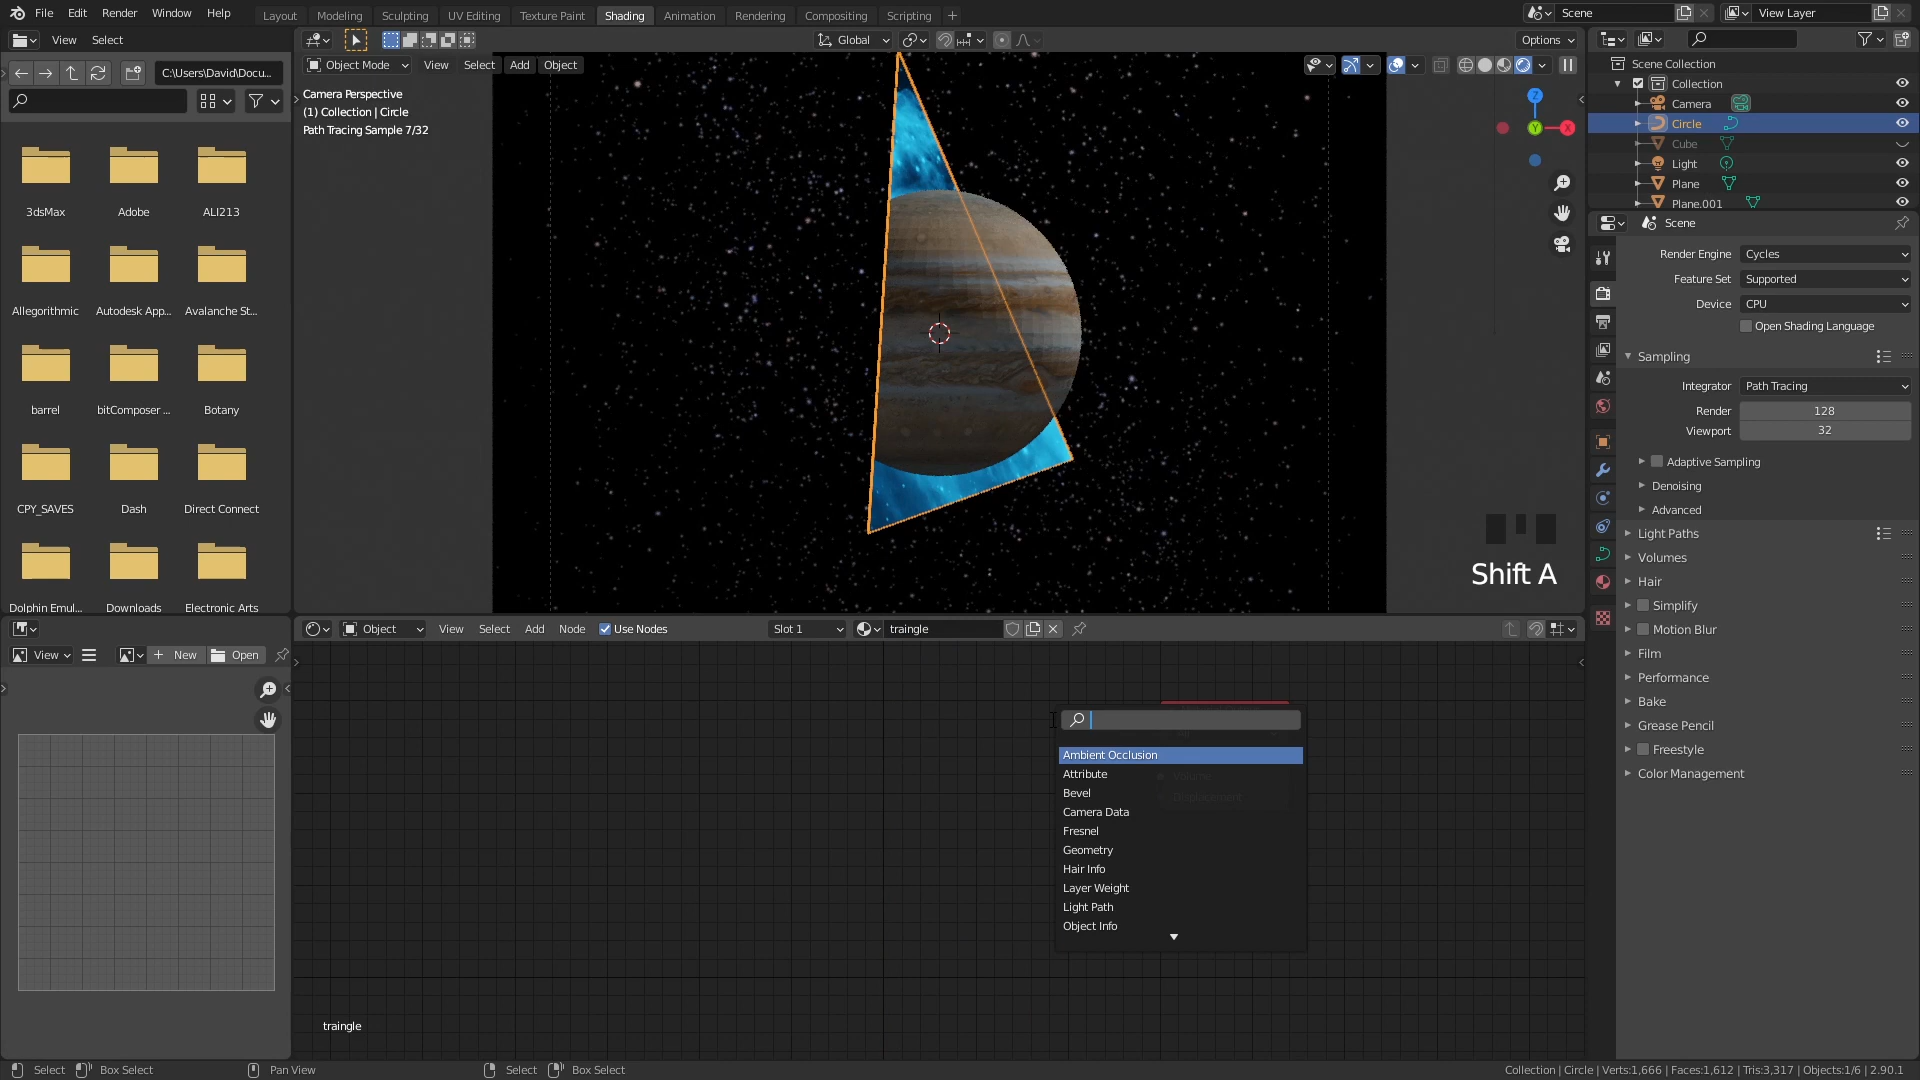 File Edit Render Window Help
Layout Modeling Sculpting UV Editing Texture Paint Shading Animation Rendering Compositing Scripting +
Scene
View Layer
View Select
Global
Options
C:\Users\David\Docu...
Object Mode View Select Add Object
Camera Perspective
(1) Collection | Circle
Path Tracing Sample 7/32
Z
Y
X
3dsMax Adobe ALI213
Allegorithmic Autodesk App... Avalanche St...
barrel bitComposer ... Botany
CPY_SAVES Dash Direct Connect
Dolphin Emul... Downloads Electronic Arts
Shift A
Scene Collection
Collection
Camera
Circle
Cube
Light
Plane
Plane.001
Scene
Render Engine Cycles
Feature Set Supported
Device CPU
Open Shading Language
Sampling
Integrator Path Tracing
Render 128
Viewport 32
Adaptive Sampling
Denoising
Advanced
Light Paths
Volumes
Hair
Simplify
Motion Blur
Film
Performance
Bake
Grease Pencil
Freestyle
Color Management
View New Open
Object View Select Add Node Use Nodes Slot 1 traingle
Ambient Occlusion
Attribute
Bevel
Camera Data
Fresnel
Geometry
Hair Info
Layer Weight
Light Path
Object Info
Volume
Displacement
traingle
Select Box Select Pan View Select Box Select
Collection | Circle | Verts:1,666 | Faces:1,612 | Tris:3,317 | Objects:1/6 | 2.90.1